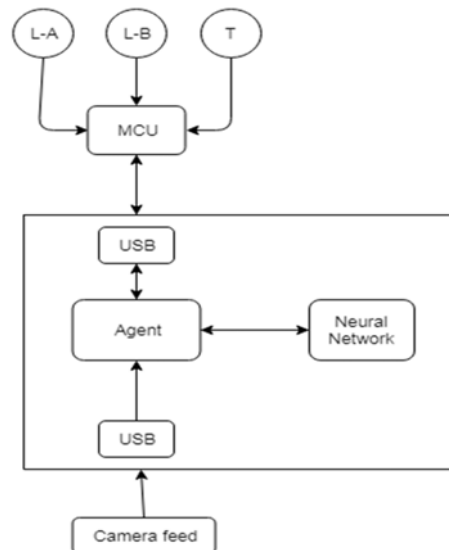 L-A
L-B
T
MCU
USB
Agent
Neural
Network
USB
Camera feed